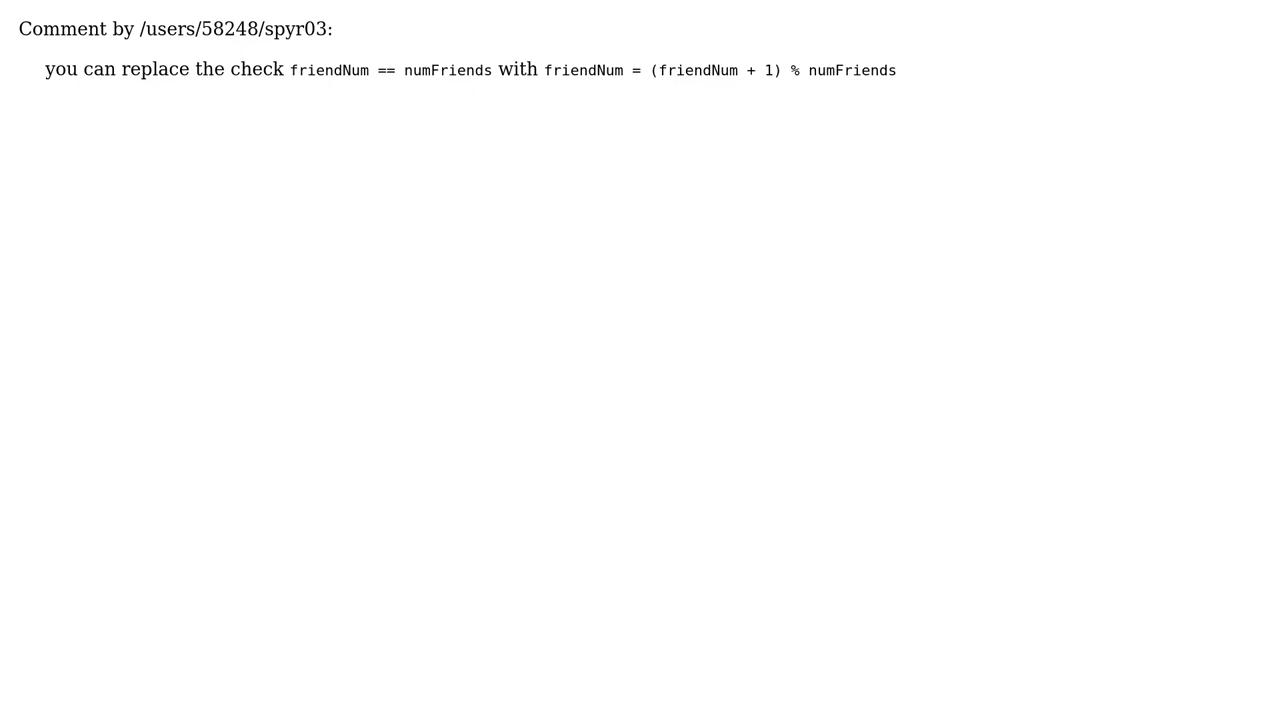 Comment by /users/58248/spyr03:
you can replace the check friendNum == numFriends with friendNum = (friendNum + 1) % numFriends